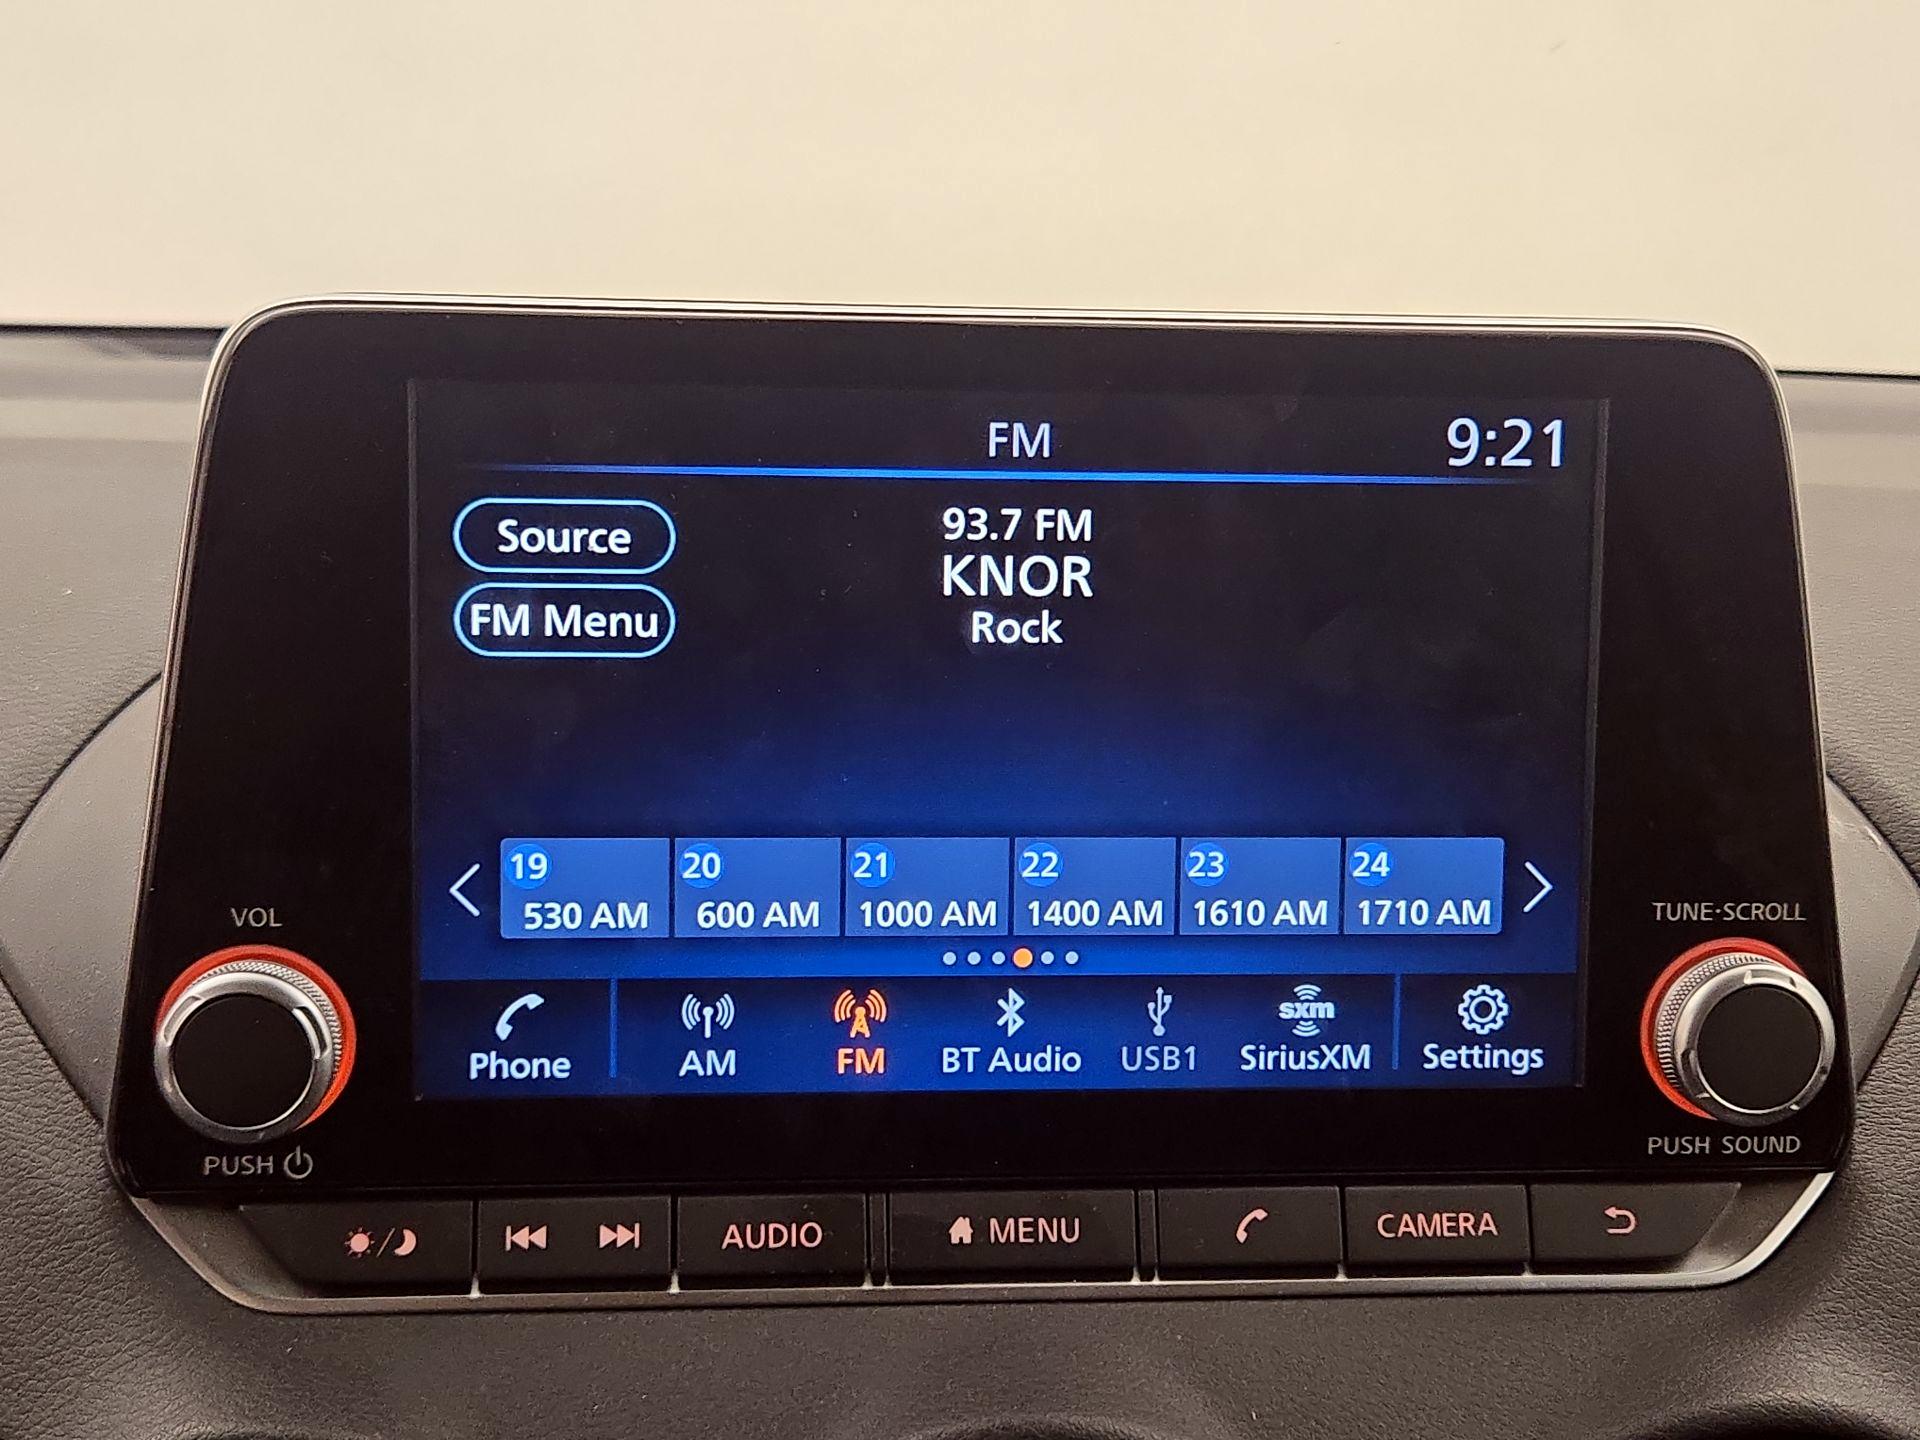 FM
9:21
Source
93.7 FM
KNOR
FM Menu
Rock
19 20 21 22 23 24
530 AM 600 AM 1000 AM 1400 AM 1610 AM 1710 AM
VOL
TUNE·SCROLL
sxm
Phone AM FM BT Audio USB1 SiriusXM Settings
PUSH
PUSH SOUND
AUDIO MENU CAMERA